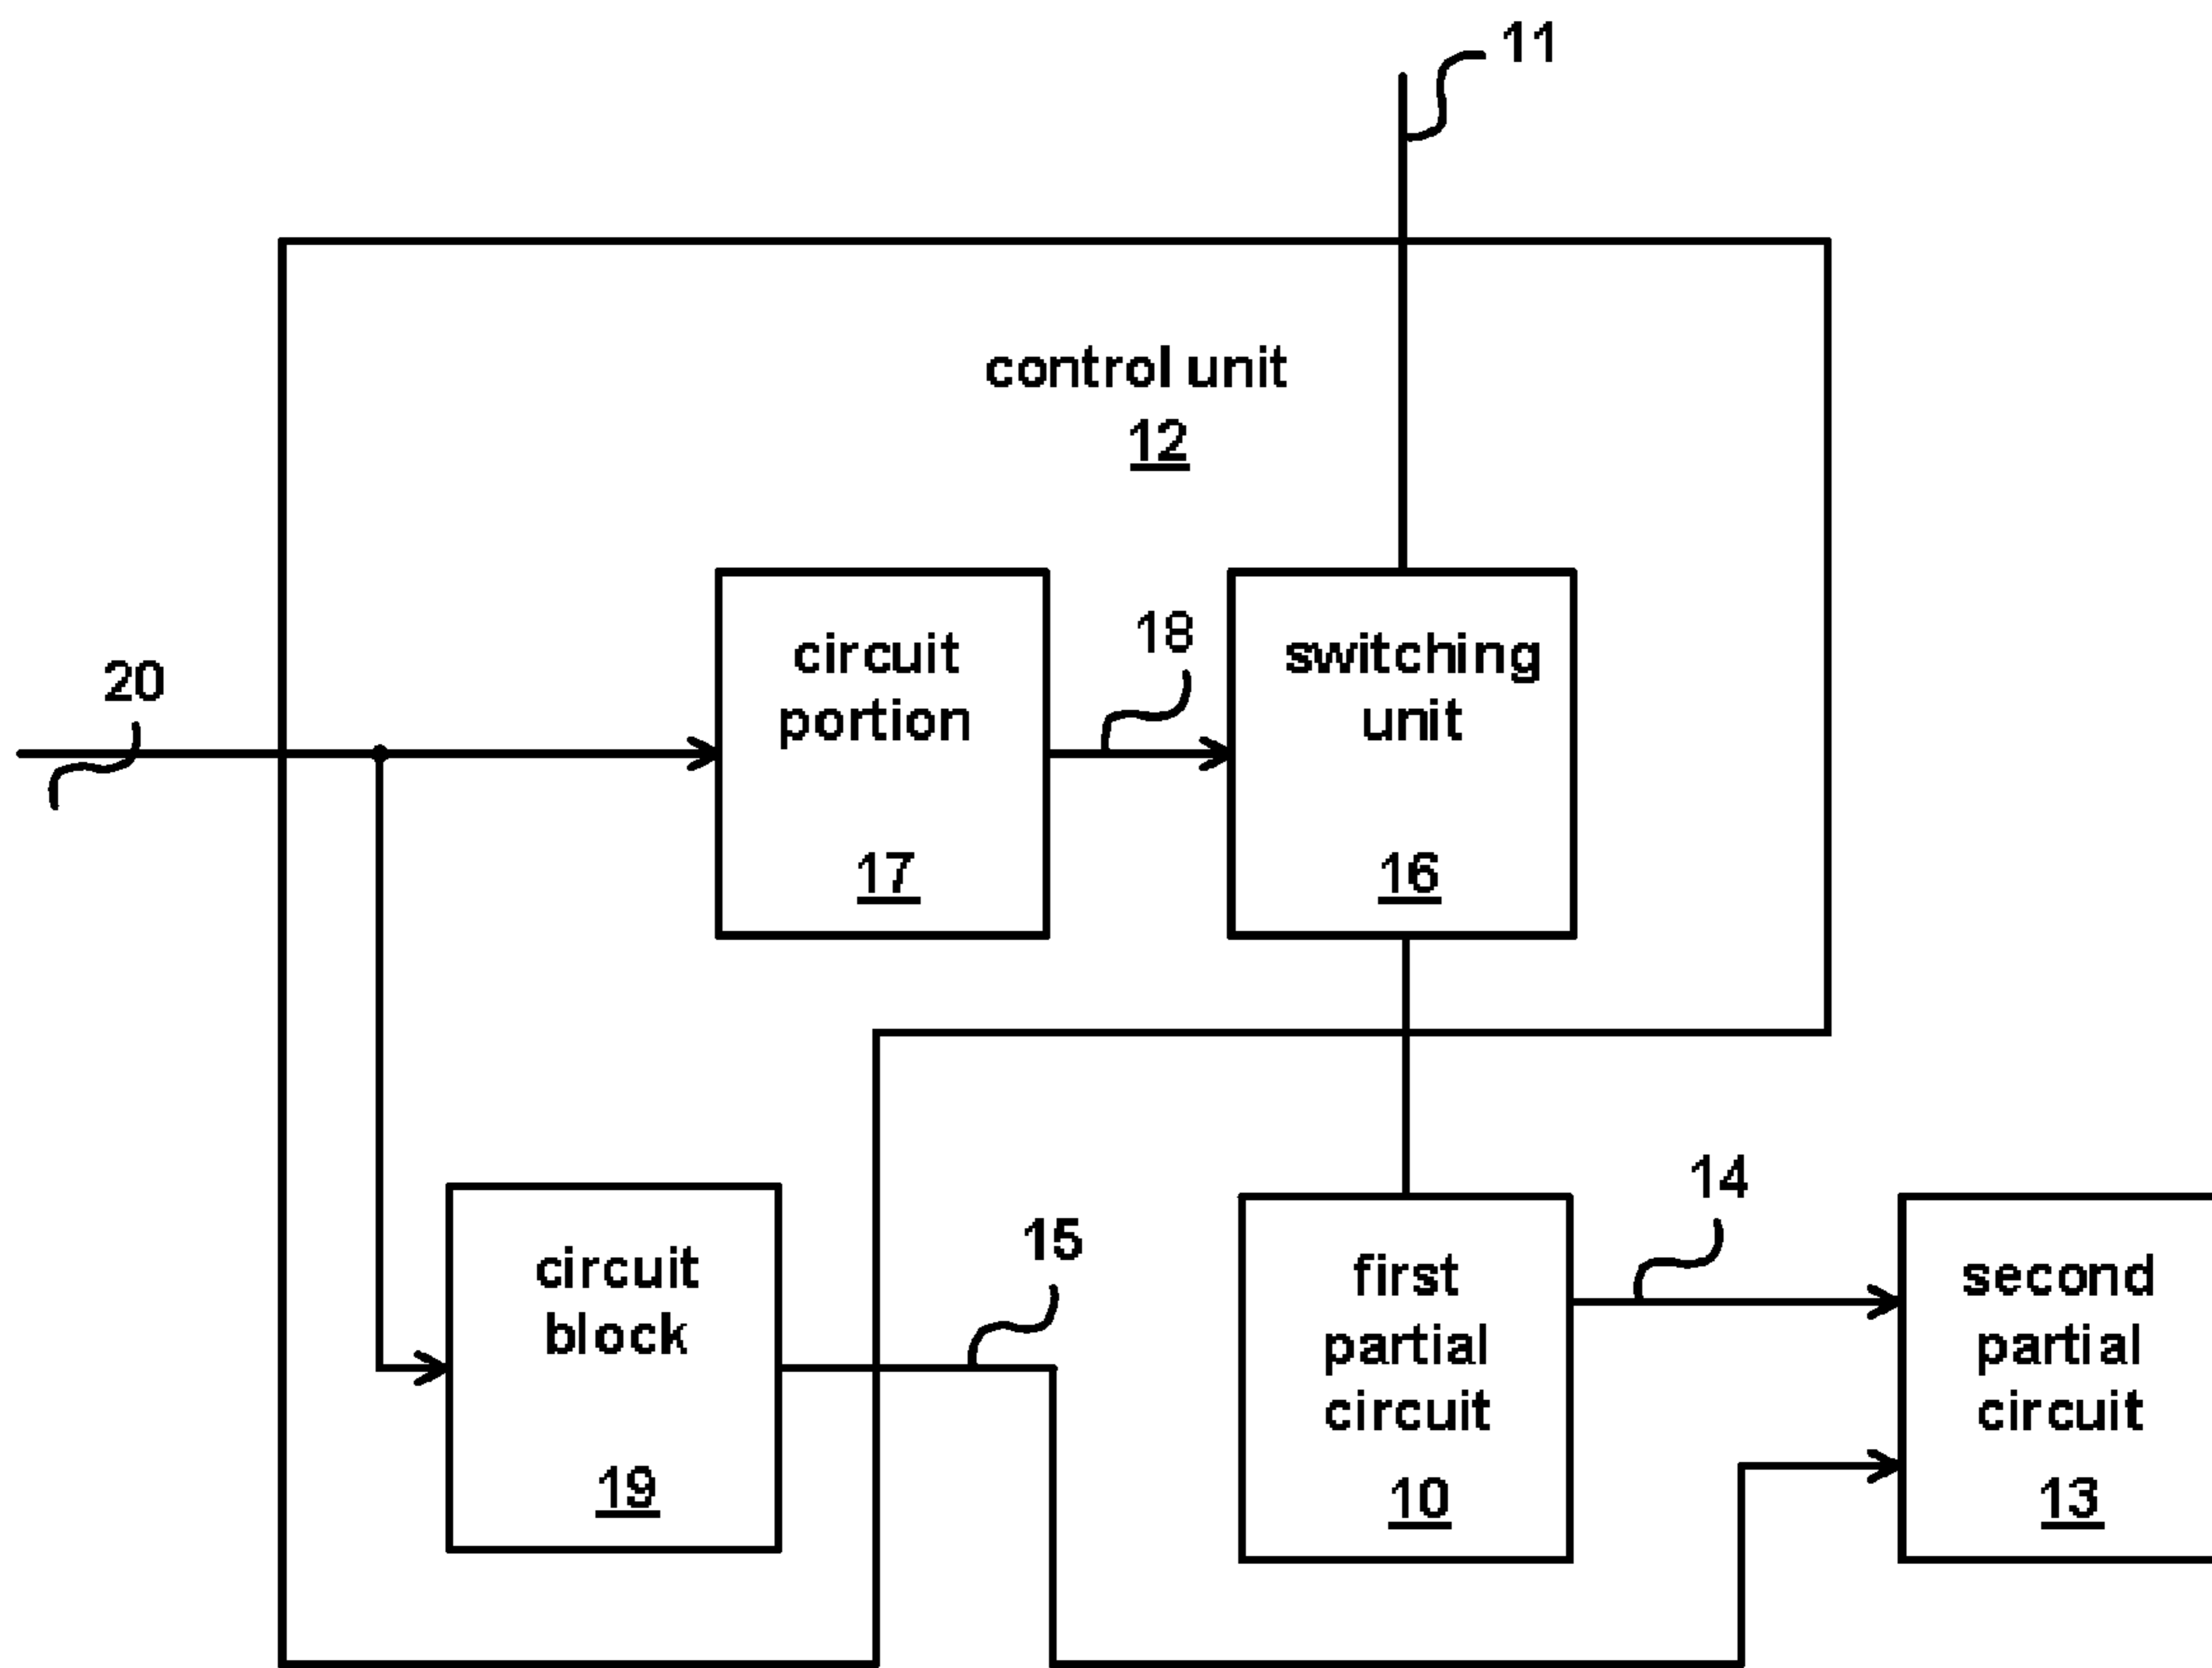 11
control unit
12
20
circuit
portion
17
18
switching
unit
16
circuit
block
19
15
first
partial
circuit
10
14
second
partial
circuit
13